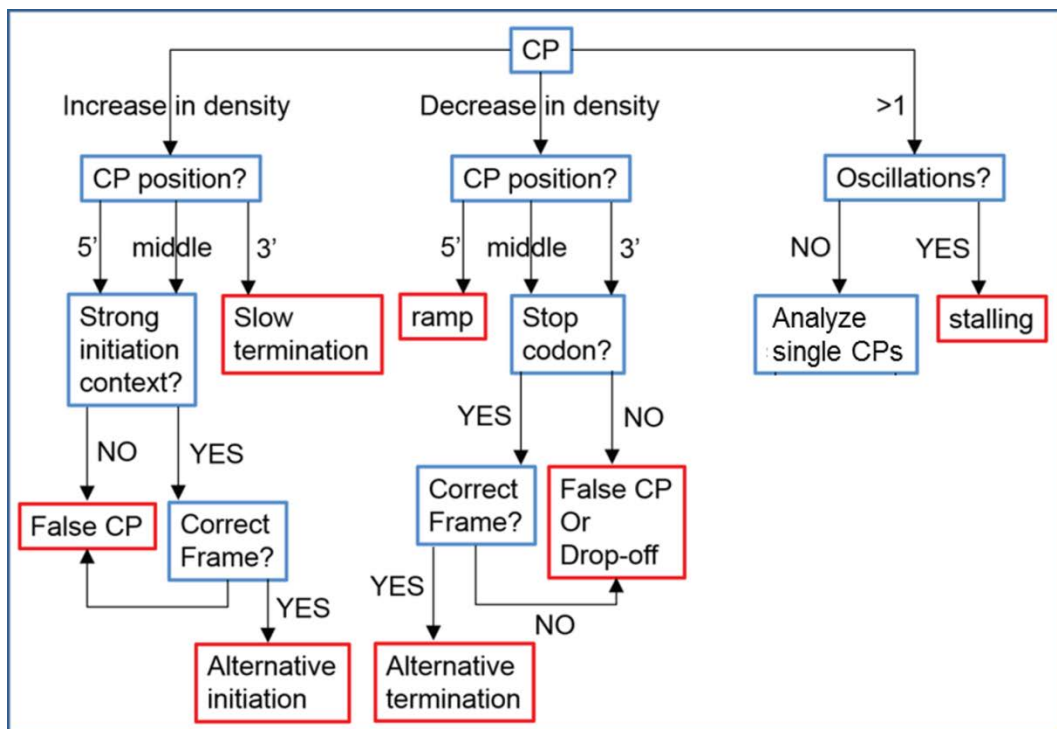 CP
Increase in density
Decrease in density
>1
CP position?
CP position?
Oscillations?
5’
middle
3’
5’
middle
3’
NO
YES
Strong
initiation
context?
Slow
termination
ramp
Stop
codon?
Analyze
single CPs
stalling
NO
YES
YES
NO
False CP
Correct
Frame?
Correct
Frame?
False CP
Or
Drop-off
YES
YES
NO
Alternative
initiation
Alternative
termination